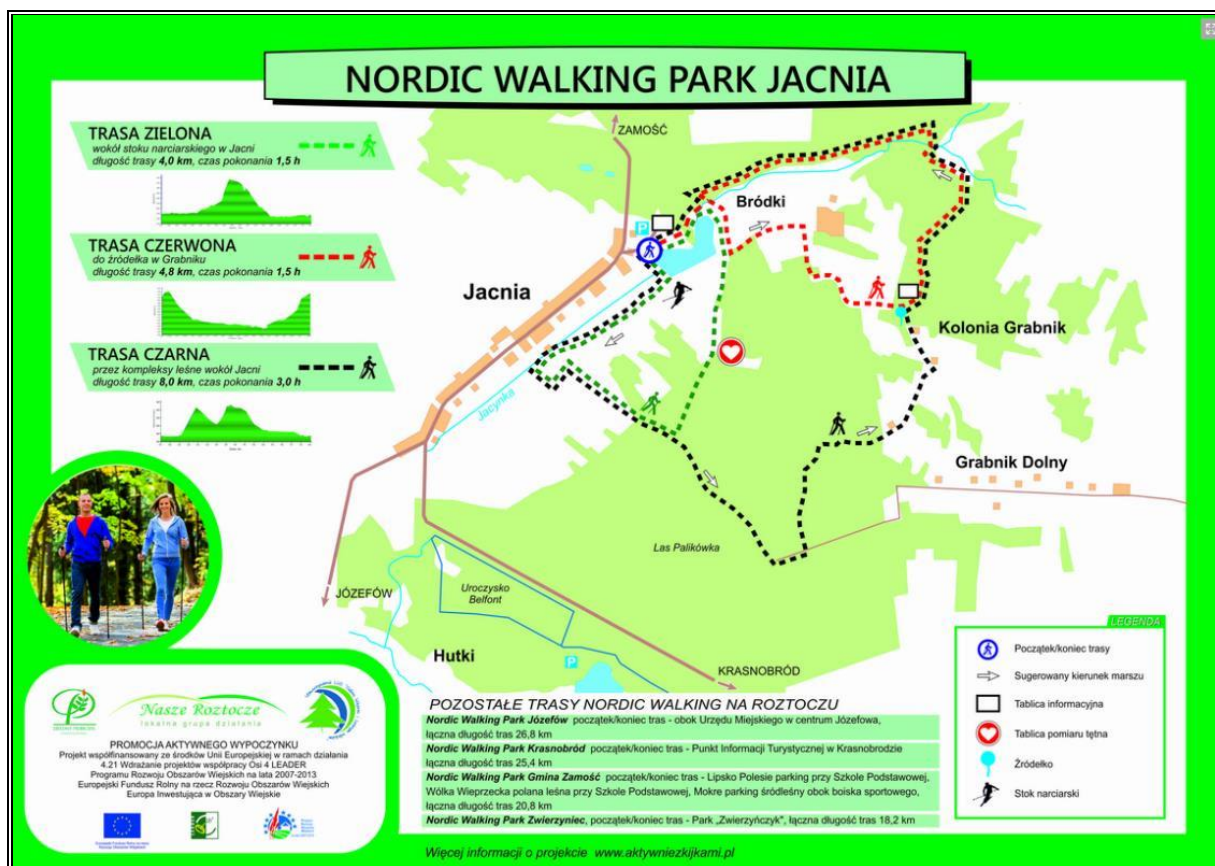 NORDIC WALKING PARK JACNIA
TRASA ZIELONA
wokół stoku narciarskiego w Jacni
długość trasy 4,0 km, czas pokonania 1,5 h
TRASA CZERWONA
do źródełka w Grabniku
długość trasy 4,8 km, czas pokonania 1,5 h
TRASA CZARNA
przez kompleksy leśne wokół Jacni
długość trasy 8,0 km, czas pokonania 3,0 h
ZAMOŚĆ
P
Bródki
Jacnia
Kolonia Grabnik
Jacynka
Grabnik Dolny
Las Palikówka
JÓZEFÓW
Uroczysko
Belfont
Hutki
P
KRASNOBRÓD
LEGENDA
Początek/koniec trasy
Sugerowany kierunek marszu
Tablica informacyjna
Tablica pomiaru tętna
Źródełko
Stok narciarski
Nasze Roztocze
lokalna grupa działania
PROMOCJA AKTYWNEGO WYPOCZYNKU
Projekt współfinansowany ze środków Unii Europejskiej w ramach działania
4.21 Wdrażanie projektów współpracy Osi 4 LEADER
Programu Rozwoju Obszarów Wiejskich na lata 2007-2013
Europejski Fundusz Rolny na rzecz Rozwoju Obszarów Wiejskich
Europa Inwestująca w Obszary Wiejskie
POZOSTAŁE TRASY NORDIC WALKING NA ROZTOCZU
Nordic Walking Park Józefów początek/koniec tras - obok Urzędu Miejskiego w centrum Józefowa,
łączna długość tras 26,8 km
Nordic Walking Park Krasnobród początek/koniec tras - Punkt Informacji Turystycznej w Krasnobrodzie
łączna długość tras 25,4 km
Nordic Walking Park Gmina Zamość początek/koniec tras - Lipsko Polesie parking przy Szkole Podstawowej,
Wólka Wieprzecka polana leśna przy Szkole Podstawowej, Mokre parking śródleśny obok boiska sportowego,
łączna długość tras 20,8 km
Nordic Walking Park Zwierzyniec, początek/koniec tras - Park „Zwierzyńczyk", łączna długość tras 18,2 km
Więcej informacji o projekcie www.aktywniezkijkami.pl